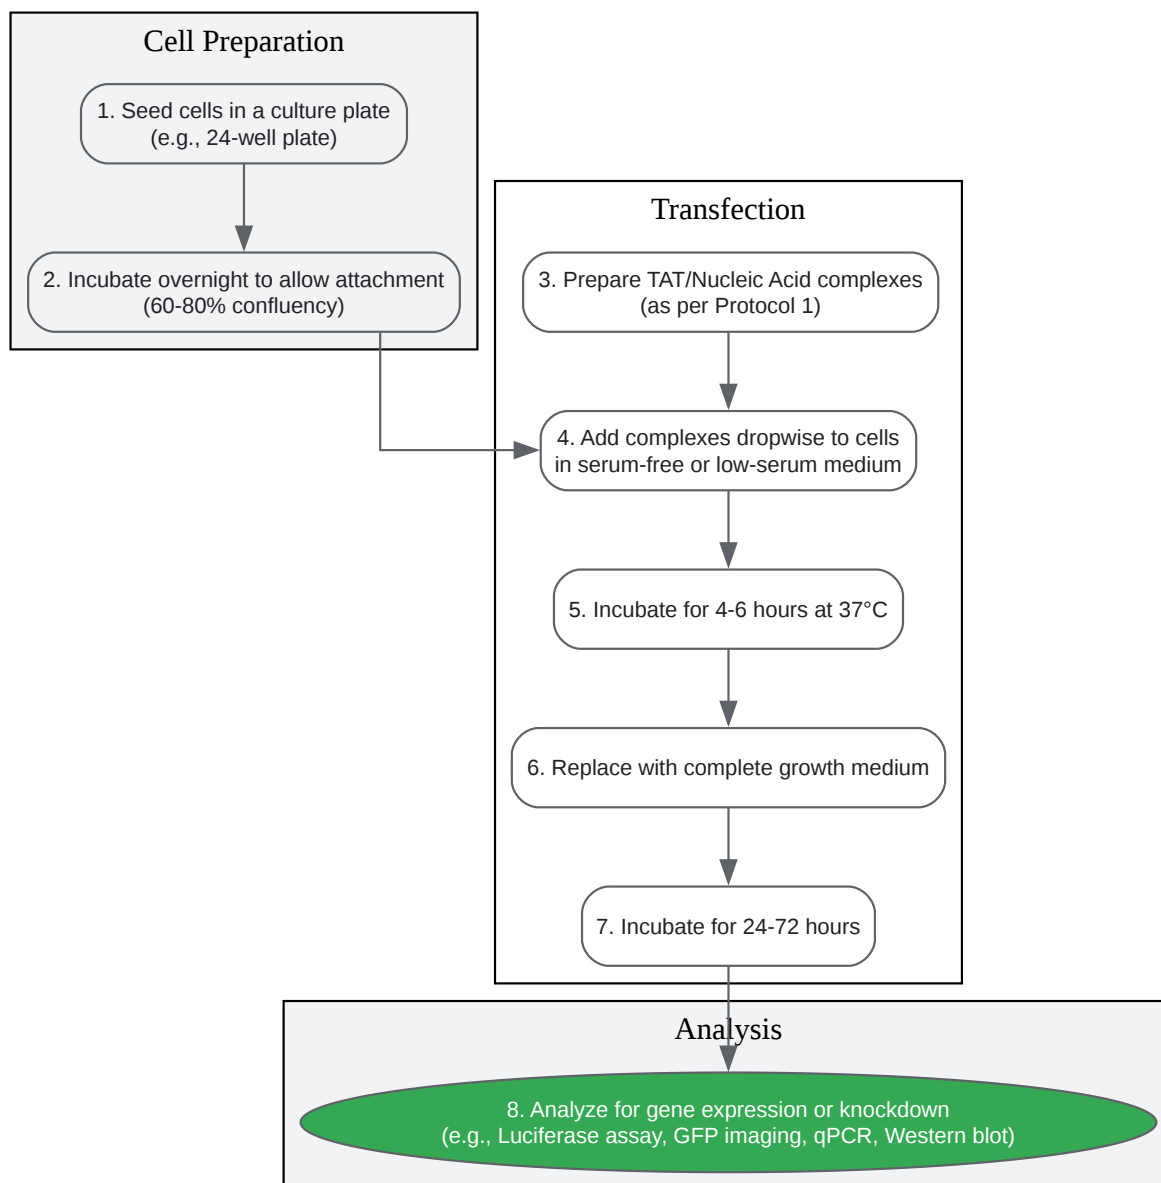 Cell Preparation
1. Seed cells in a culture plate
(e.g., 24-well plate)
2. Incubate overnight to allow attachment
(60-80% confluency)
Transfection
3. Prepare TAT/Nucleic Acid complexes
(as per Protocol 1)
4. Add complexes dropwise to cells
in serum-free or low-serum medium
5. Incubate for 4-6 hours at 37°C
6. Replace with complete growth medium
7. Incubate for 24-72 hours
Analysis
8. Analyze for gene expression or knockdown
(e.g., Luciferase assay, GFP imaging, qPCR, Western blot)